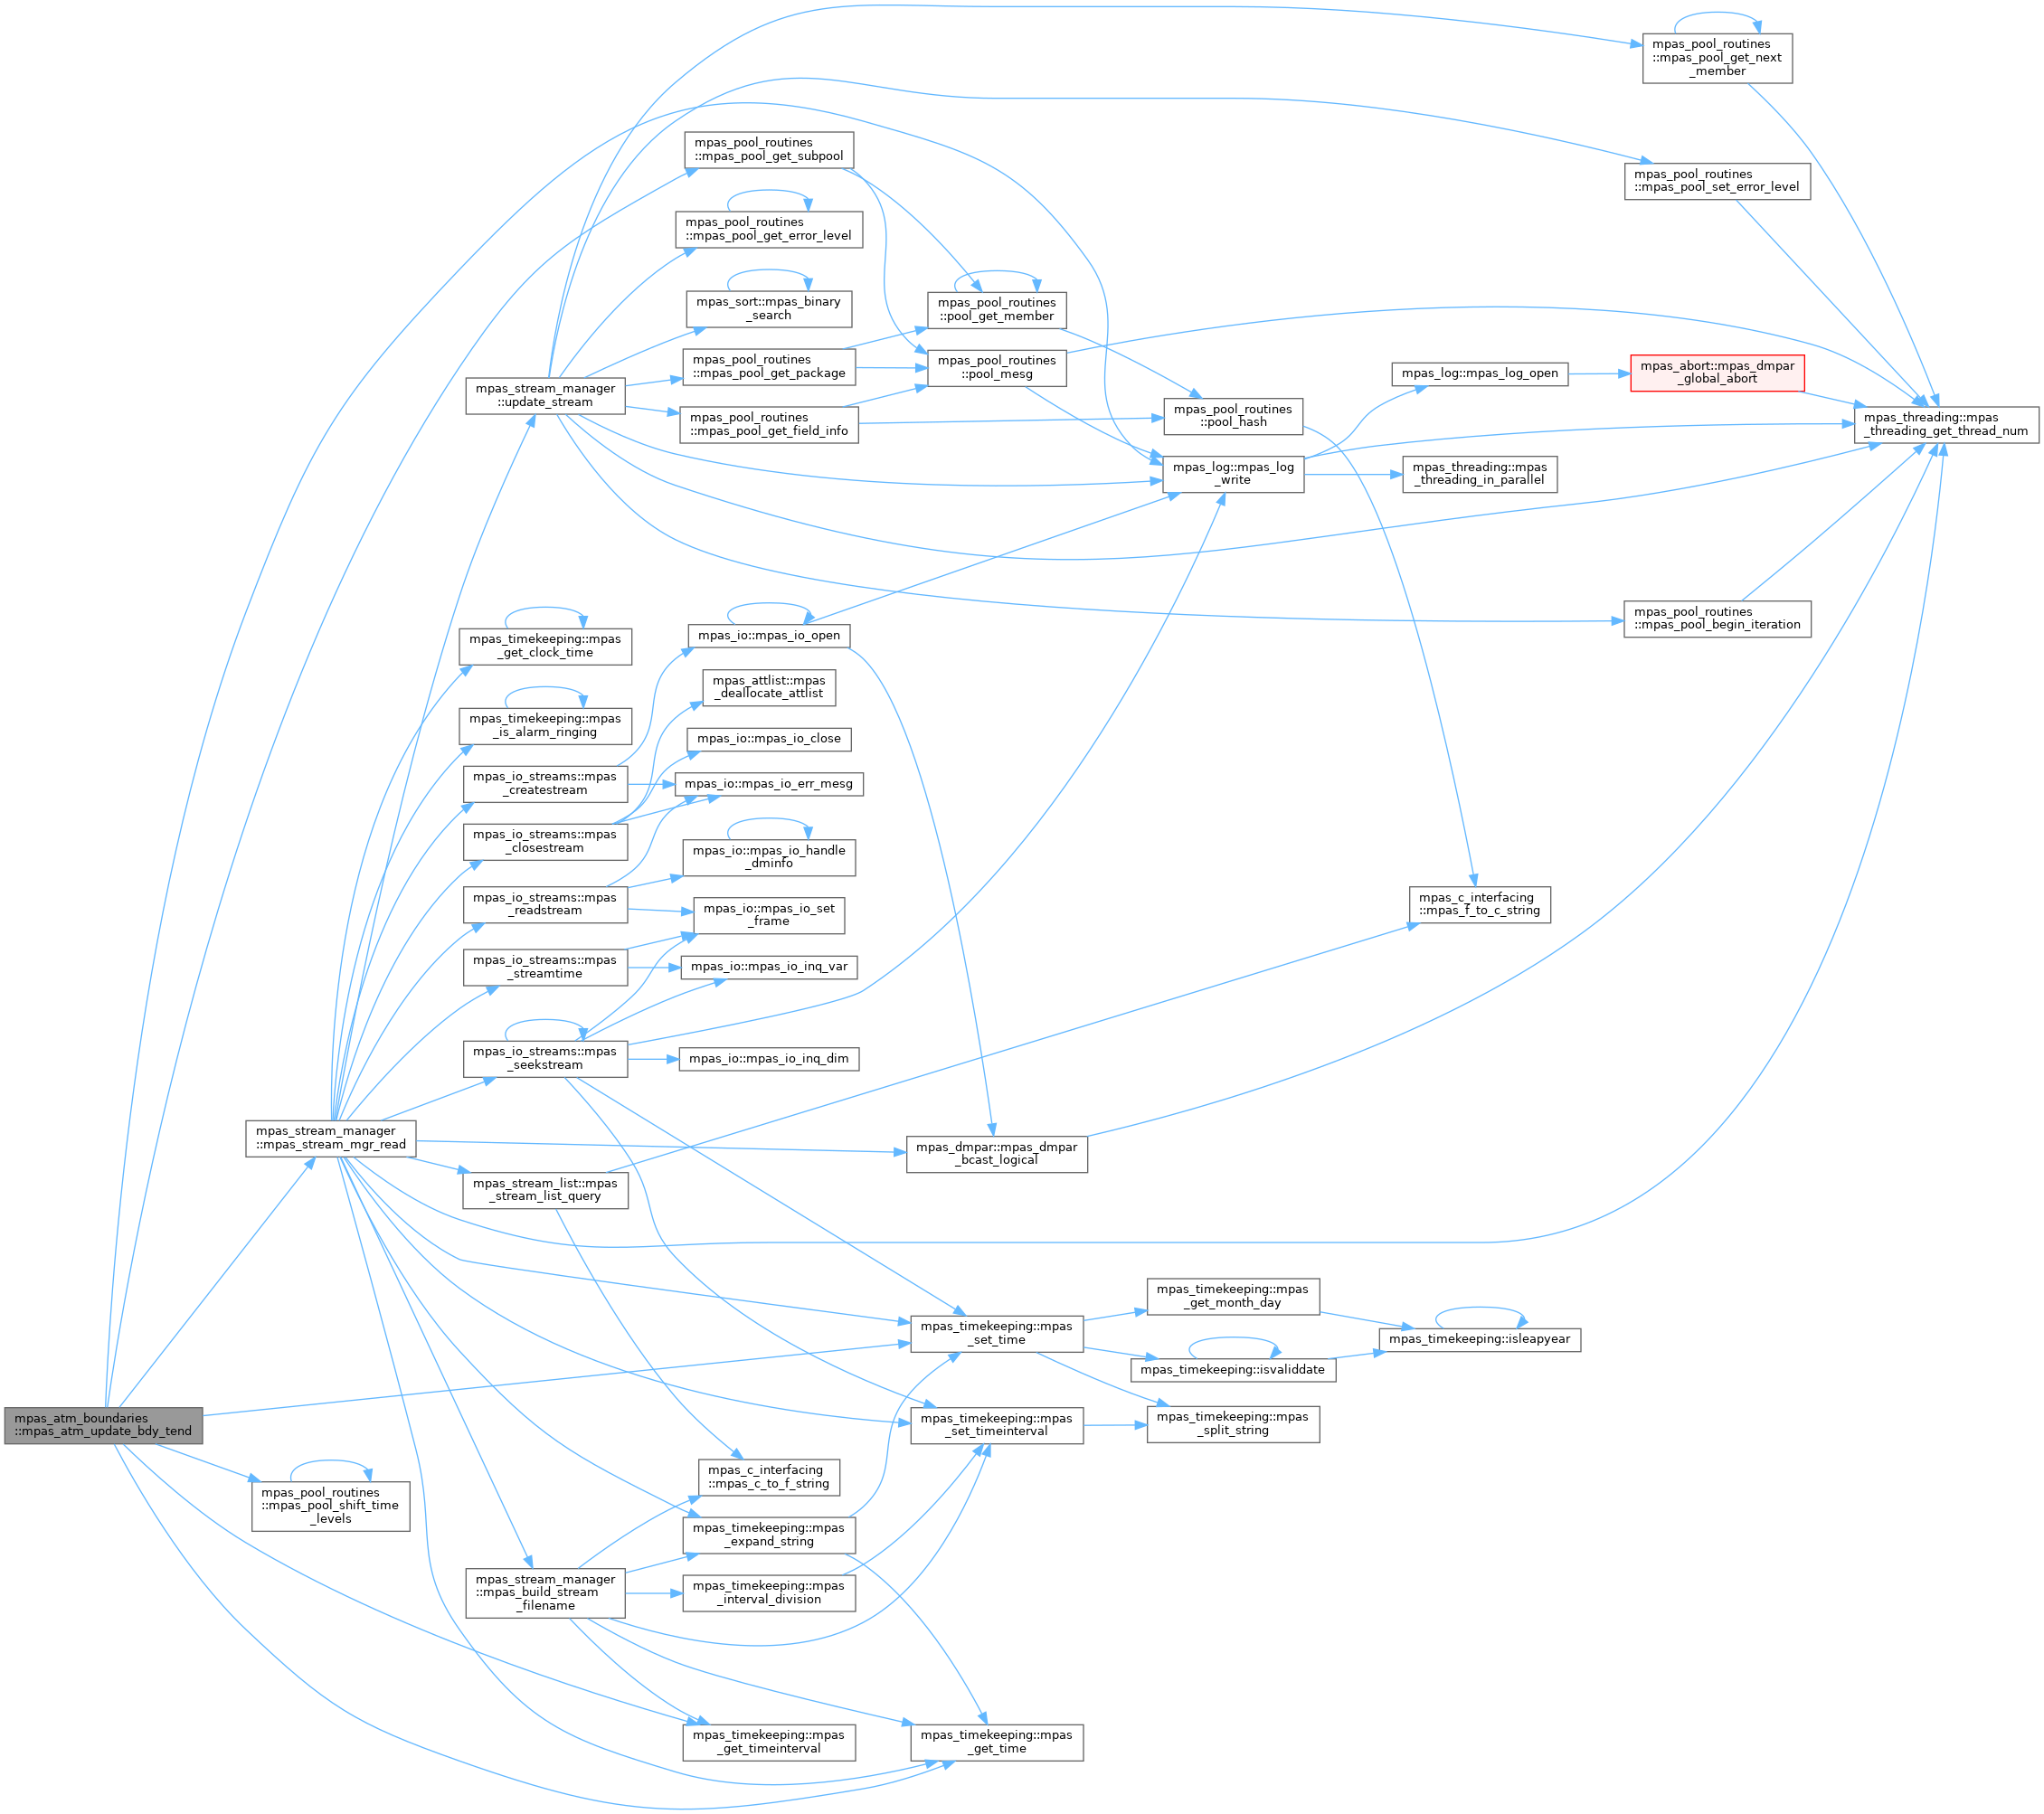 mpas_pool_routines
::mpas_pool_get_next
_member
mpas_pool_routines
::mpas_pool_get_subpool
mpas_pool_routines
::mpas_pool_set_error_level
mpas_pool_routines
::mpas_pool_get_error_level
mpas_sort::mpas_binary
_search
mpas_pool_routines
::pool_get_member
mpas_pool_routines
::mpas_pool_get_package
mpas_pool_routines
::pool_mesg
mpas_log::mpas_log_open
mpas_abort::mpas_dmpar
_global_abort
mpas_stream_manager
::update_stream
mpas_pool_routines
::mpas_pool_get_field_info
mpas_pool_routines
::pool_hash
mpas_threading::mpas
_threading_get_thread_num
mpas_log::mpas_log
_write
mpas_threading::mpas
_threading_in_parallel
mpas_pool_routines
::mpas_pool_begin_iteration
mpas_timekeeping::mpas
_get_clock_time
mpas_io::mpas_io_open
mpas_attlist::mpas
_deallocate_attlist
mpas_timekeeping::mpas
_is_alarm_ringing
mpas_io::mpas_io_close
mpas_io_streams::mpas
_createstream
mpas_io::mpas_io_err_mesg
mpas_io_streams::mpas
_closestream
mpas_io::mpas_io_handle
_dminfo
mpas_io_streams::mpas
_readstream
mpas_io::mpas_io_set
_frame
mpas_c_interfacing
::mpas_f_to_c_string
mpas_io_streams::mpas
_streamtime
mpas_io::mpas_io_inq_var
mpas_io_streams::mpas
_seekstream
mpas_io::mpas_io_inq_dim
mpas_stream_manager
::mpas_stream_mgr_read
mpas_dmpar::mpas_dmpar
_bcast_logical
mpas_stream_list::mpas
_stream_list_query
mpas_timekeeping::mpas
_get_month_day
mpas_timekeeping::mpas
_set_time
mpas_timekeeping::isleapyear
mpas_timekeeping::isvaliddate
mpas_atm_boundaries
::mpas_atm_update_bdy_tend
mpas_timekeeping::mpas
_set_timeinterval
mpas_timekeeping::mpas
_split_string
mpas_c_interfacing
::mpas_c_to_f_string
mpas_pool_routines
::mpas_pool_shift_time
_levels
mpas_timekeeping::mpas
_expand_string
mpas_stream_manager
::mpas_build_stream
_filename
mpas_timekeeping::mpas
_interval_division
mpas_timekeeping::mpas
_get_timeinterval
mpas_timekeeping::mpas
_get_time